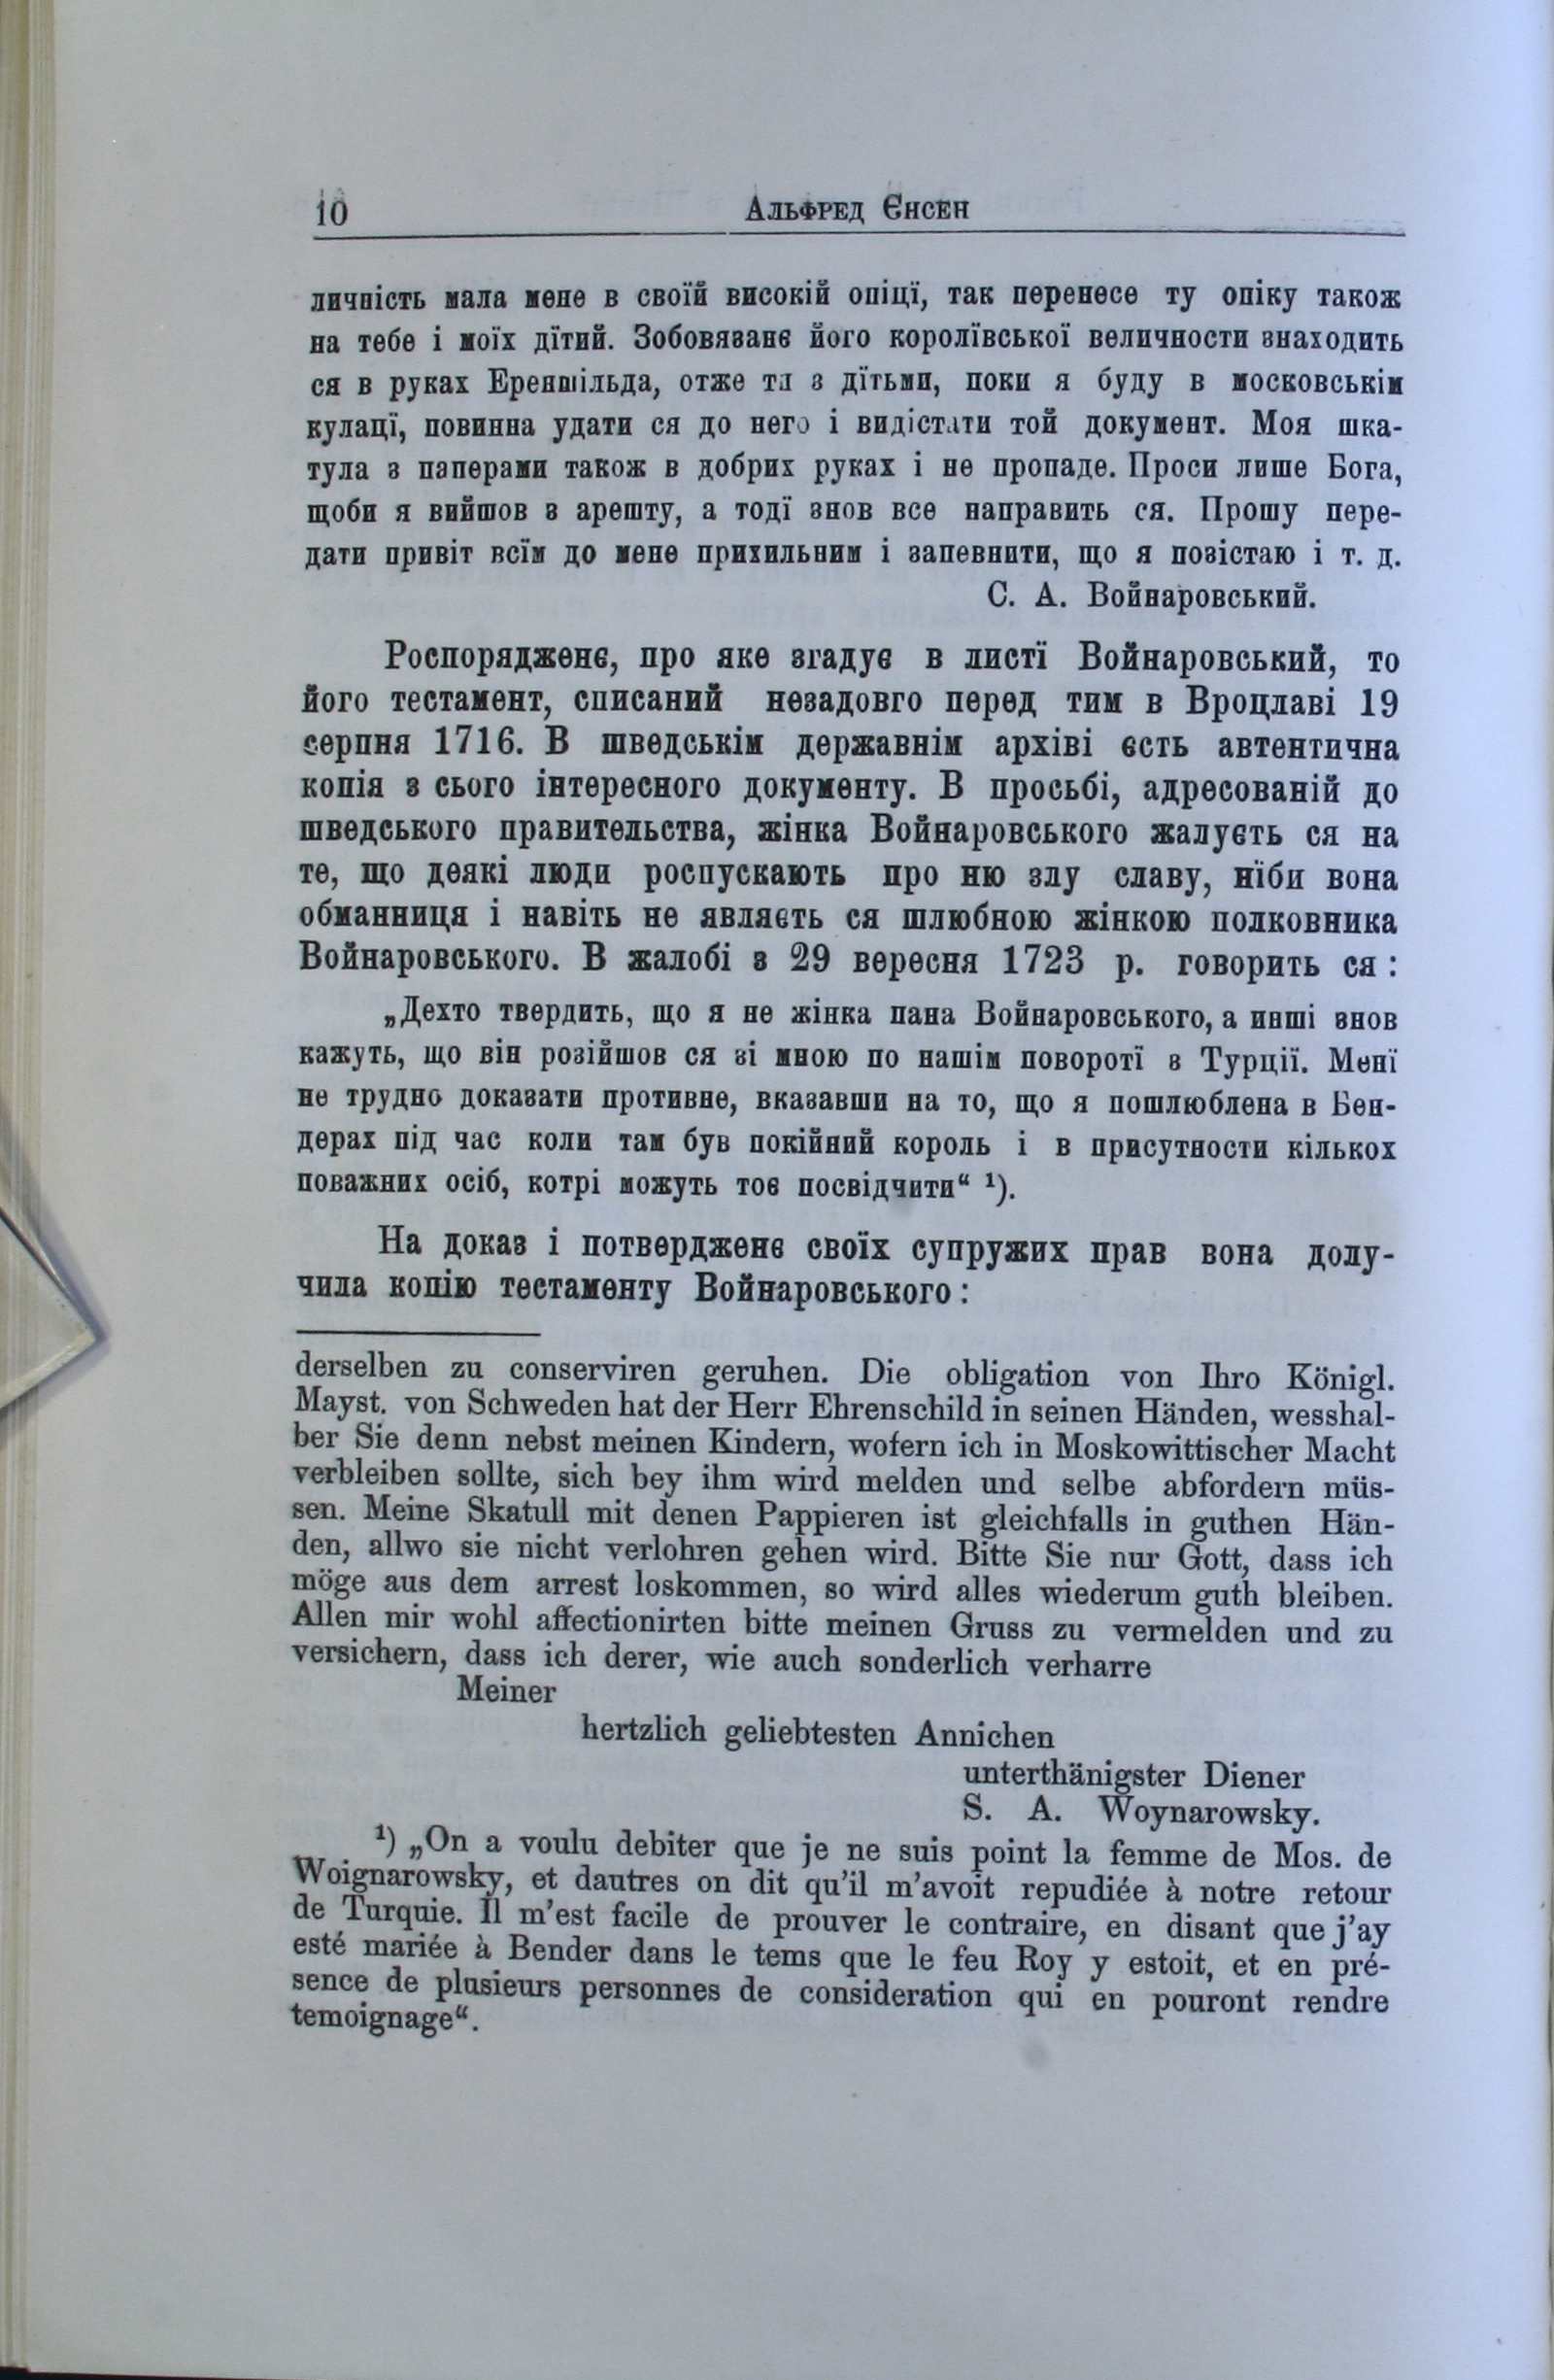 10
Альфред Єнсен
личність мала мене в своїй високій опіцї, так перенесе ту опіку також
на тебе і моїх дїтий. Зобовязанє його королївської величности знаходить
ся в руках Ереншільда, отже ти з дїтьми, поки я буду в московськім
кулацї, повинна удати ся до него і видістати той документ. Моя шка-
тула з паперами також в добрих руках і не пропаде. Проси лише Бога,
щоби я вийшов з арешту, а тодї знов все направить ся. Прошу пере-
дати привіт всїм до мене прихильним і запевнити, що я позістаю і т. д.
С. А. Войнаровський.
Роспорядженє, про яке згадує в листї Войнаровський, то
його тестамент, списаний незадовго перед тим в Вроцлаві 19
серпня 1716. В шведськім державнім архіві єсть автентична
копія з сього інтересного документу. В просьбі, адресованій до
шведського правительства, жінка Войнаровського жалуєть ся на
те, що деякі люди роспускають про ню злу славу, нїби вона
обманниця і навіть не являєть ся шлюбною жінкою полковника
Войнаровського. В жалобі з 29 вересня 1723 р. говорить ся :
„Дехто твердить, що я не жінка пана Войнаровського, а инші знов
кажуть, що він розійшов ся зі мною по нашім поворотї з Турції. Менї
не трудно доказати противне, вказавши на то, що я пошлюблена в Бен-
дерах під час коли там був покійний король і в присутности кількох
поважних осіб, котрі можуть тоє посвідчити“ ¹).
На доказ і потвердженє своїх супружих прав вона долу-
чила копію тестаменту Войнаровського :
derselben zu conserviren geruhen. Die obligation von Ihro Königl.
Mayst. von Schweden hat der Herr Ehrenschild in seinen Händen, wesshal-
ber Sie denn nebst meinen Kindern, wofern ich in Moskowittischer Macht
verbleiben sollte, sich bey ihm wird melden und selbe abfordern müs-
sen. Meine Skatull mit denen Pappieren ist gleichfalls in guthen Hän-
den, allwo sie nicht verlohren gehen wird. Bitte Sie nur Gott, dass ich
möge aus dem arrest loskommen, so wird alles wiederum guth bleiben.
Allen mir wohl affectionirten bitte meinen Gruss zu vermelden und zu
versichern, dass ich derer, wie auch sonderlich verharre
Meiner
hertzlich geliebtesten Annichen
unterthänigster Diener
S. A. Woynarowsky.
¹) „On a voulu debiter que je ne suis point la femme de Mos. de
Woignarowsky, et dautres on dit qu’il m’avoit repudiée à notre retour
de Turquie. Il m’est facile de prouver le contraire, en disant que j’ay
esté mariée à Bender dans le tems que le feu Roy y estoit, et en pré-
sence de plusieurs personnes de consideration qui en pouront rendre
temoignage“.